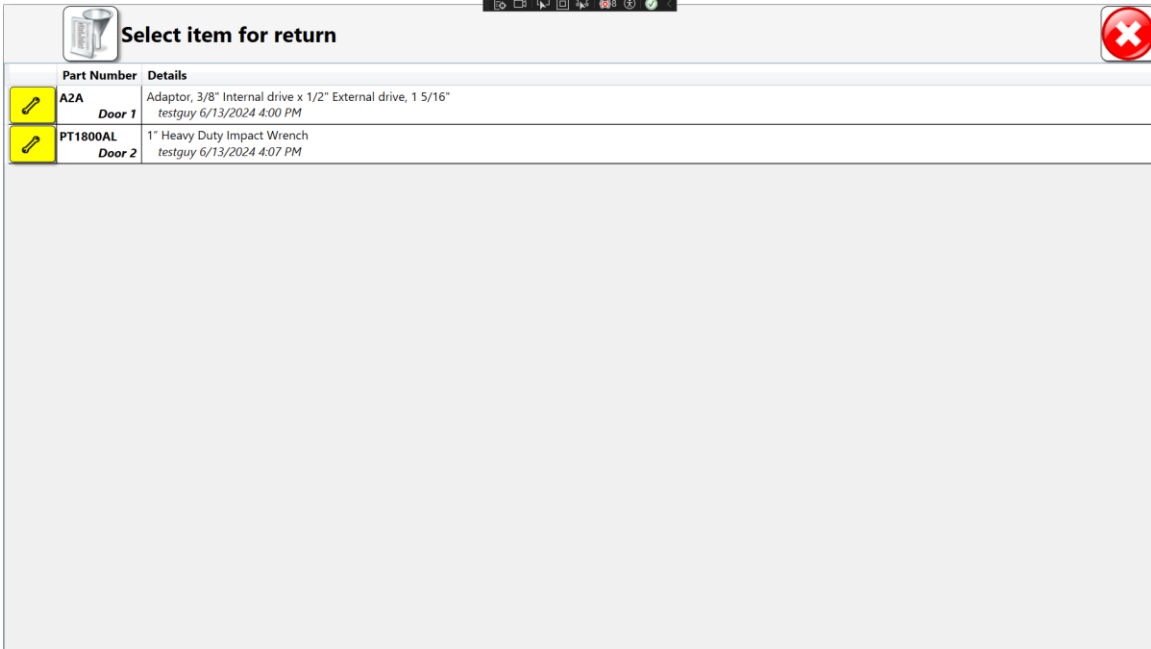 Select item for return
Part Number Details
A2A Adaptor, 3/8" Internal drive x 1/2" External drive, 1 5/16"
Door 1 testguy 6/13/2024 4:00 PM
PT1800AL 1" Heavy Duty Impact Wrench
Door 2 testguy 6/13/2024 4:07 PM